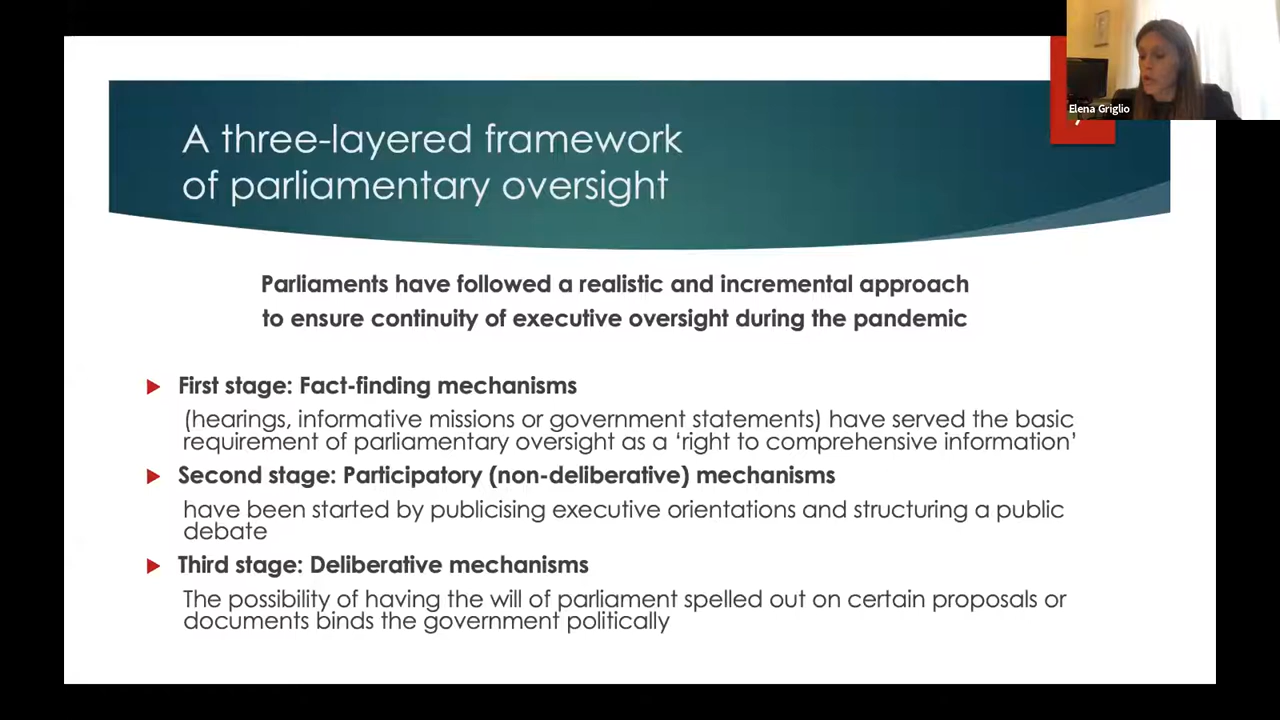 A three-layered framework
of parliamentary oversight
Elena Griglio
Parliaments have followed a realistic and incremental approach
to ensure continuity of executive oversight during the pandemic
First stage: Fact-finding mechanisms
(hearings, informative missions or government statements) have served the basic
requirement of parliamentary oversight as a ‘right to comprehensive information’
Second stage: Participatory (non-deliberative) mechanisms
have been started by publicising executive orientations and structuring a public
debate
Third stage: Deliberative mechanisms
The possibility of having the will of parliament spelled out on certain proposals or
documents binds the government politically